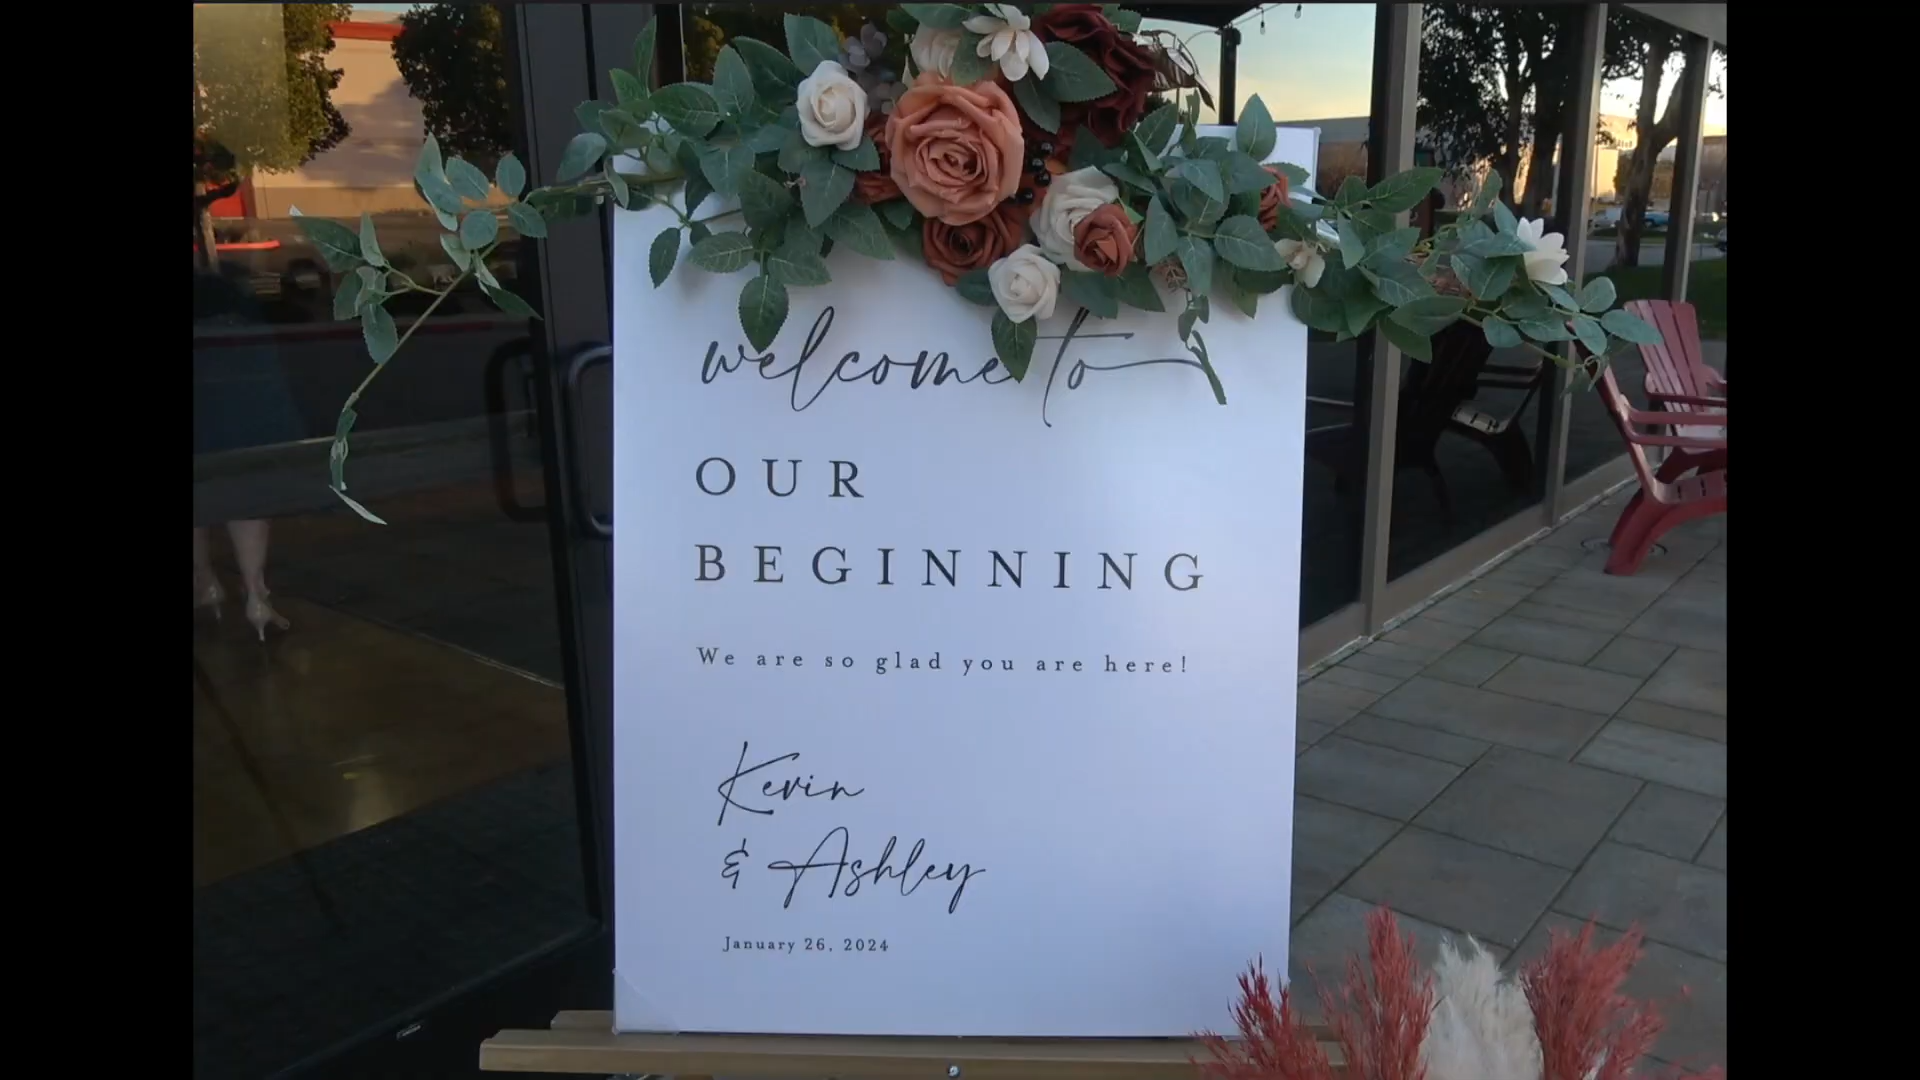 welcome to
OUR
BEGINNING
We are so glad you are here!
Kevin
& Ashley
January 26, 2024